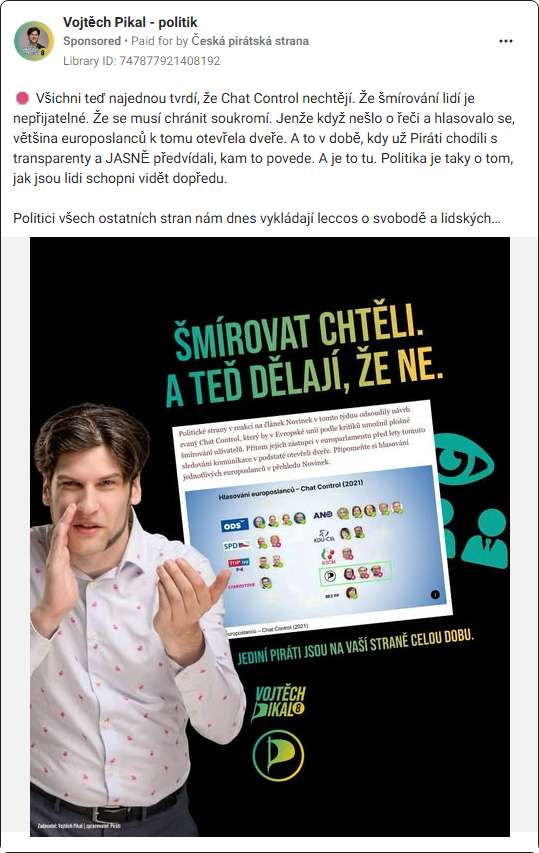 Vojtěch Pikal - politik
Sponsored • Paid for by Česká pirátská strana
Library ID: 747877921408192
Všichni teď najednou tvrdí, že Chat Control nechtějí. Že šmírování lidí je
nepřijatelné. Že se musí chránit soukromí. Jenže když nešlo o řeči a hlasovalo se,
většina europoslanců k tomu otevřela dveře. A to v době, kdy už Piráti chodili s
transparenty a JASNĚ předvídali, kam to povede. A je to tu. Politika je taky o tom,
jak jsou lidi schopni vidět dopředu.
Politici všech ostatních stran nám dnes vykládají leccos o svobodě a lidských…
ŠMÍROVAT CHTĚLI.
A TEĎ DĚLAJÍ, ŽE NE.
Politické strany v reakci na článek Novinek v tomto týdnu odsoudily návrh
zvaný Chat Control, který by v Evropské unii podle kritiků umožnil plošné
šmírování uživatelů. Přitom jejich zástupci v europarlamentu před lety tomuto
sledování komunikace v podstatě otevřeli dveře. Připomeňte si hlasování
jednotlivých europoslanců v přehledu Novinek.
Hlasování europoslanců – Chat Control (2021)
ODS
ANO
SPD
KDU-ČSL
TOP 09
KSČM
STAROSTOVÉ
BEZ PP
europoslanců – Chat Control (2021)
JEDINÍ PIRÁTI JSOU NA VAŠÍ STRANĚ CELOU DOBU.
VOJTĚCH
PIKAL 8
Zadavatel: Vojtěch Pikal | zpracovatel: Piráti